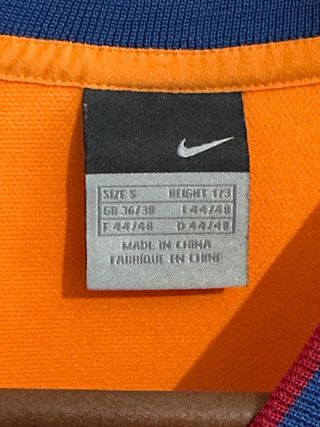 SIZE S HEIGHT 173
GB 36/38 I 44/48
F 44/48 D 44/48
MADE IN CHINA
FABRIQUE EN CHINE